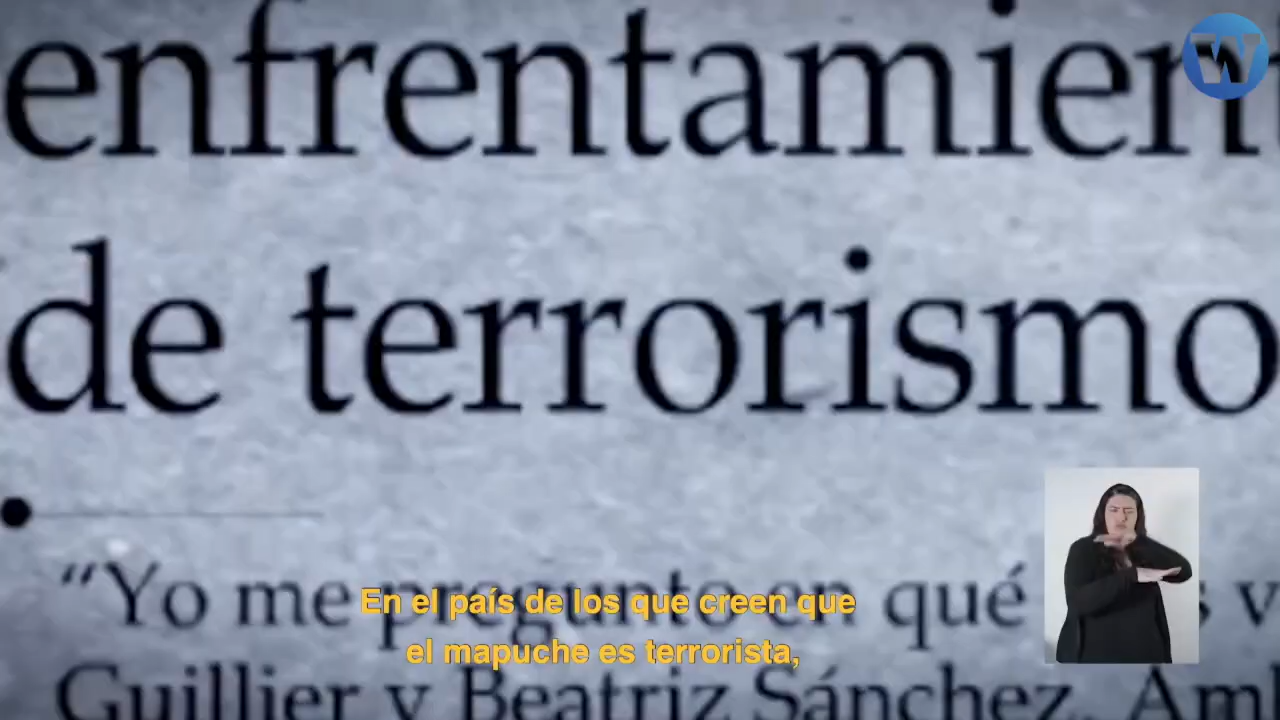 W
enfrentamient
de terrorismo
“Yo me pregunto en qué
En el país de los que creen que
el mapuche es terrorista,
Guillier y Beatriz Sánchez. Am